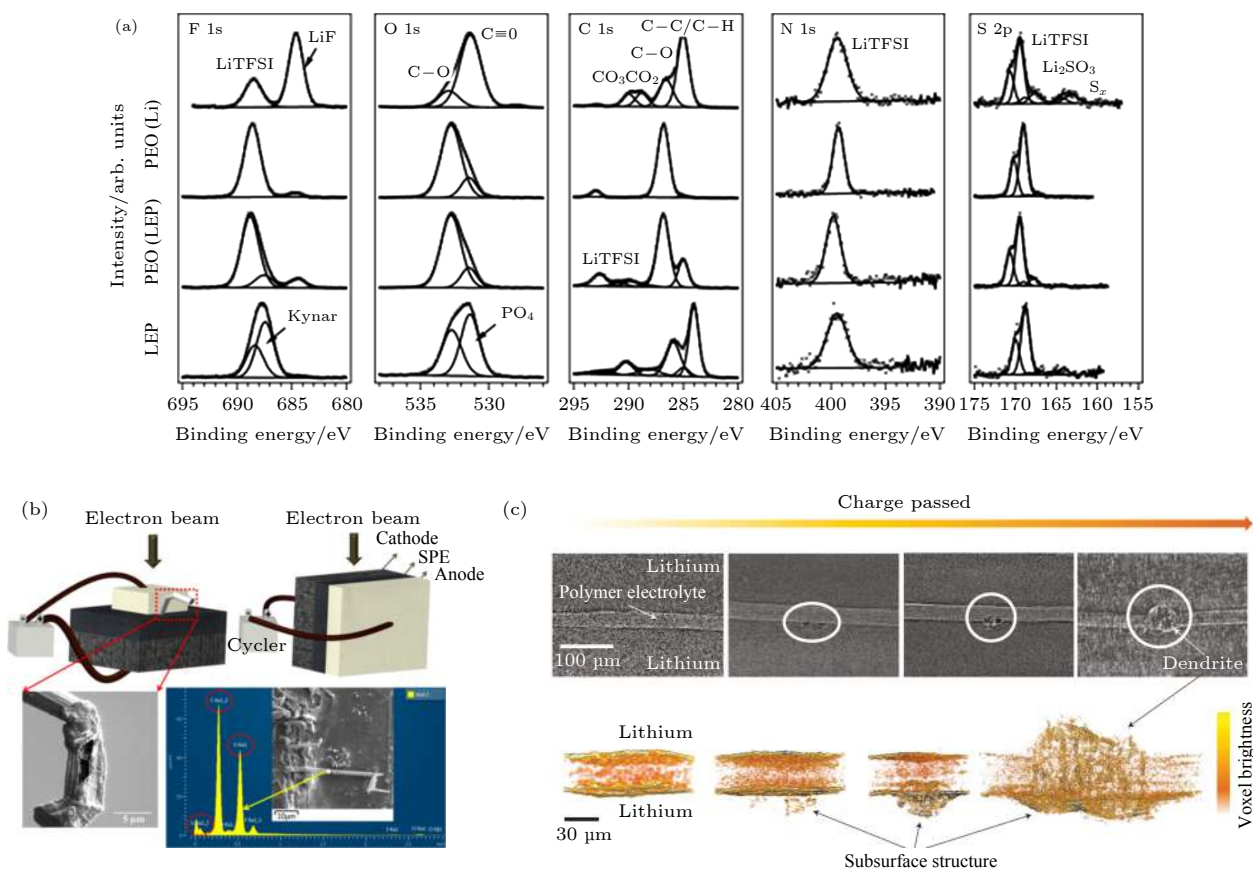 (a)
F 1s
LiTFSI
LiF
O 1s
C≡0
C−O
C 1s
C−C/C−H
C−O
CO₃CO₂
N 1s
LiTFSI
S 2p
LiTFSI
Li₂SO₃
Sₓ
Intensity/arb. units
PEO (Li)
PEO (LEP)
LEP
LiTFSI
Kynar
PO₄
695 690 685 680
535 530
295 290 285 280
405 400 395 390
175 170 165 160 155
Binding energy/eV
Binding energy/eV
Binding energy/eV
Binding energy/eV
Binding energy/eV
(b)
Electron beam
Electron beam
Cathode
SPE
Anode
Cycler
5 µm
10µm
(c)
Charge passed
Lithium
Polymer electrolyte
100 µm
Lithium
Dendrite
Lithium
Lithium
30 µm
Subsurface structure
Voxel brightness